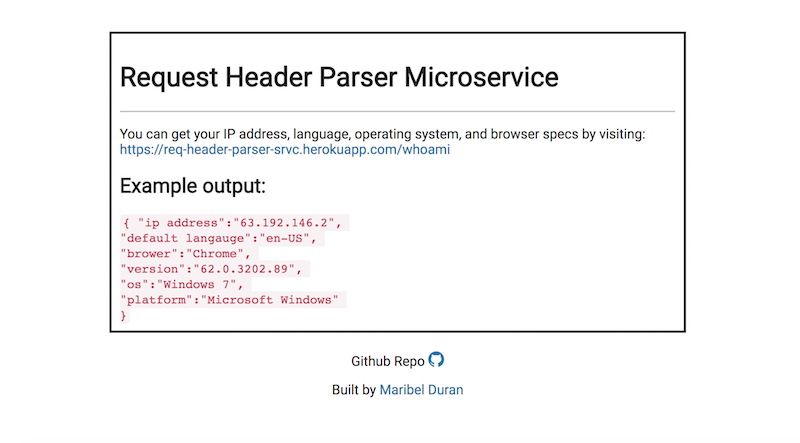 Request Header Parser Microservice
You can get your IP address, language, operating system, and browser specs by visiting:
https://req-header-parser-srvc.herokuapp.com/whoami
Example output:
{ "ip address":"63.192.146.2",
"default langauge":"en-US",
"brower":"Chrome",
"version":"62.0.3202.89",
"os":"Windows 7",
"platform":"Microsoft Windows"
}
Github Repo
Built by Maribel Duran